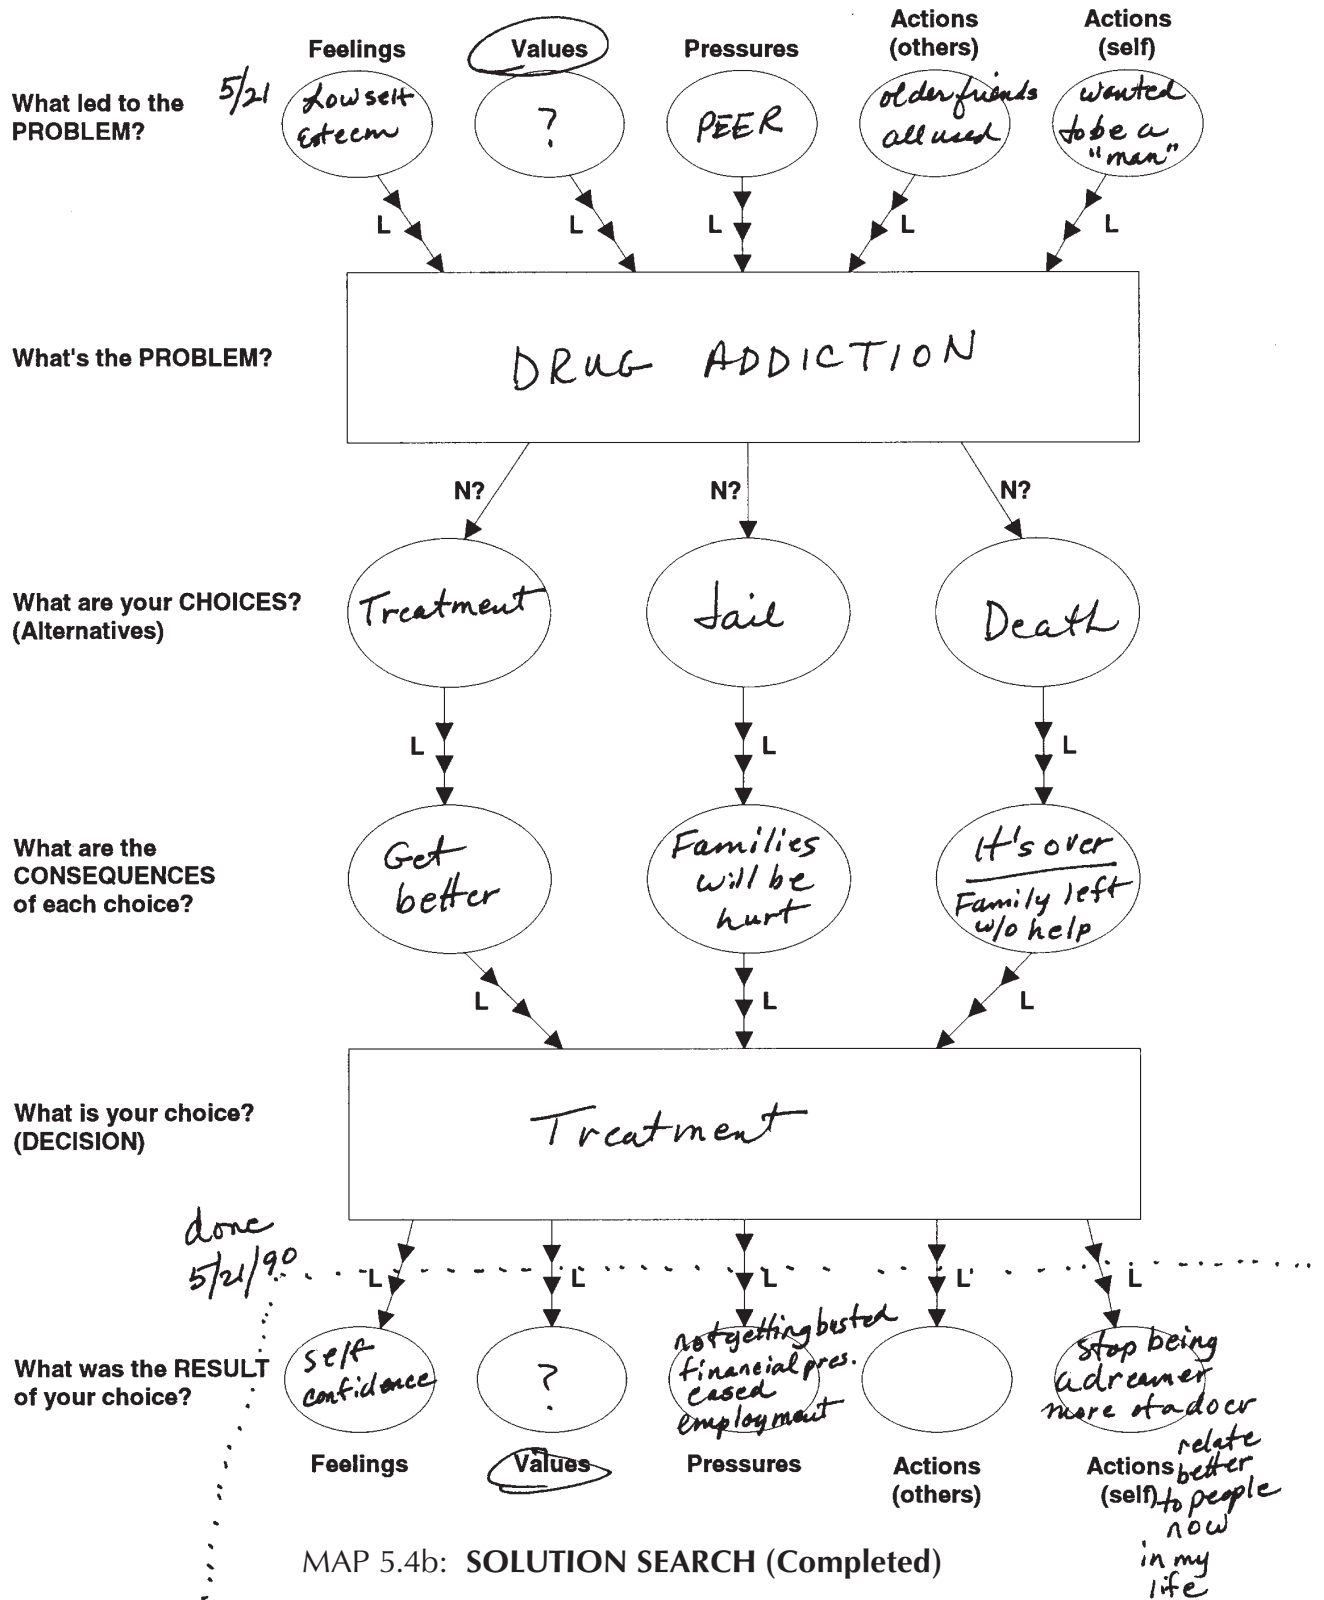 Feelings
Values
Pressures
Actions
(others)
Actions
(self)
What led to the
PROBLEM?
5/21
Low self
Esteem
?
PEER
older friends
all used
wanted
to be a
"man"
L
L
L
L
L
What's the PROBLEM?
DRUG ADDICTION
N?
N?
N?
What are your CHOICES?
(Alternatives)
Treatment
Jail
Death
L
L
L
What are the
CONSEQUENCES
of each choice?
Get
better
Families
will be
hurt
It's over
Family left
w/o help
L
L
L
What is your choice?
(DECISION)
Treatment
done
5/21/90
L
L
L
L
L
What was the RESULT
of your choice?
self
confidence
?
not getting busted
financial pres.
eased
employment
stop being
a dreamer
more of a doer
relate
better
to people
now
in my
life
Feelings
Values
Pressures
Actions
(others)
Actions
(self)
MAP 5.4b: SOLUTION SEARCH (Completed)